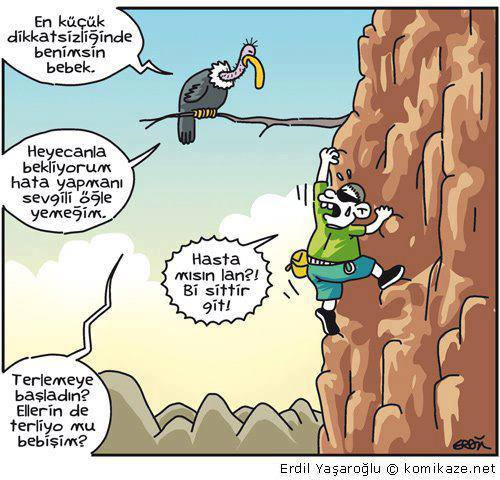 En küçük
dikkatsizliğinde
benimsin
bebek.
Heyecanla
bekliyorum
hata yapmanı
sevgili öğle
yemeğim.
Hasta
mısın lan?!
Bi sittir
git!
Terlemeye
başladın?
Ellerin de
terliyo mu
bebişim?
ERDİL
Erdil Yaşaroğlu © komikaze.net